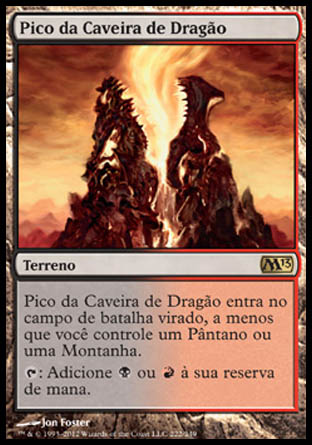 Pico da Caveira de Dragão
Terreno
M13
Pico da Caveira de Dragão entra no
campo de batalha virado, a menos
que você controle um Pântano ou
uma Montanha.
: Adicione ou à sua reserva
de mana.
Jon Foster
™ & © 1993-2012 Wizards of the Coast LLC 222/249